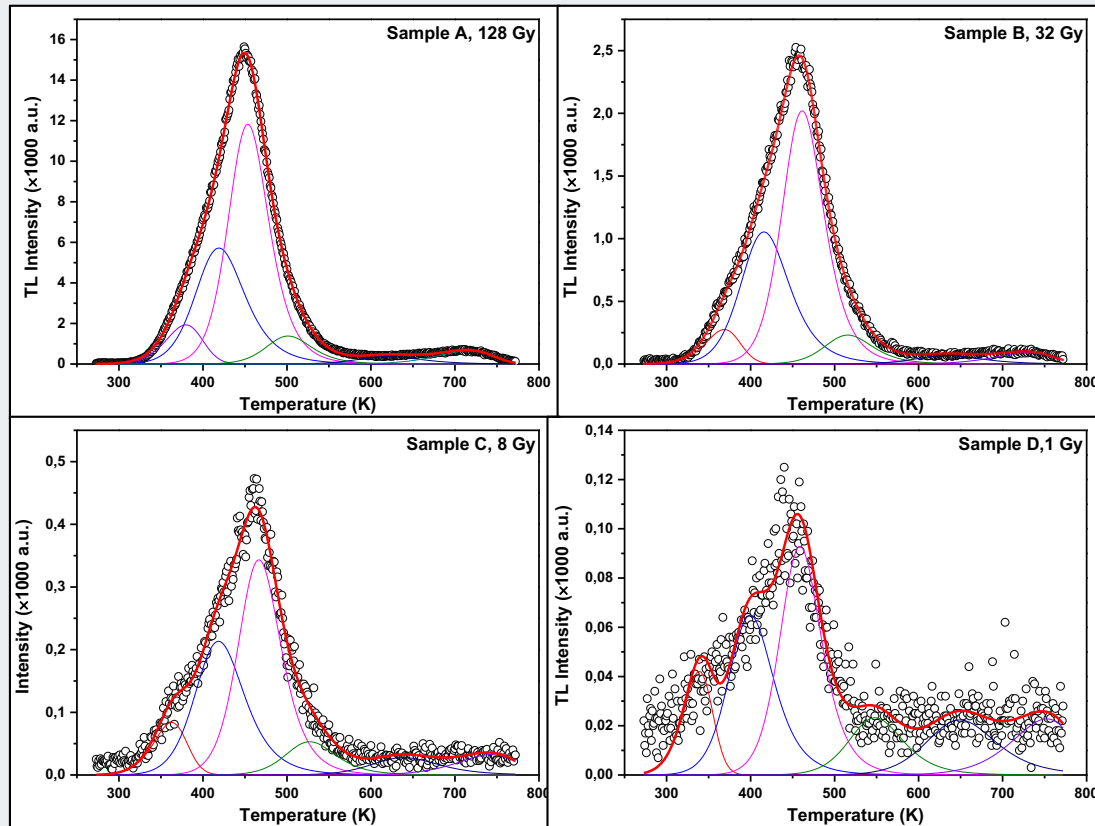 Sample A, 128 Gy
TL Intensity (×1000 a.u.)
16
14
12
10
8
6
4
2
0
300 400 500 600 700 800
Temperature (K)
Sample B, 32 Gy
TL Intensity (×1000 a.u.)
2,5
2,0
1,5
1,0
0,5
0,0
300 400 500 600 700 800
Temperature (K)
Sample C, 8 Gy
Intensity (×1000 a.u.)
0,5
0,4
0,3
0,2
0,1
0,0
300 400 500 600 700 800
Temperature (K)
Sample D,1 Gy
TL Intensity (×1000 a.u.)
0,14
0,12
0,10
0,08
0,06
0,04
0,02
0,00
300 400 500 600 700 800
Temperature (K)